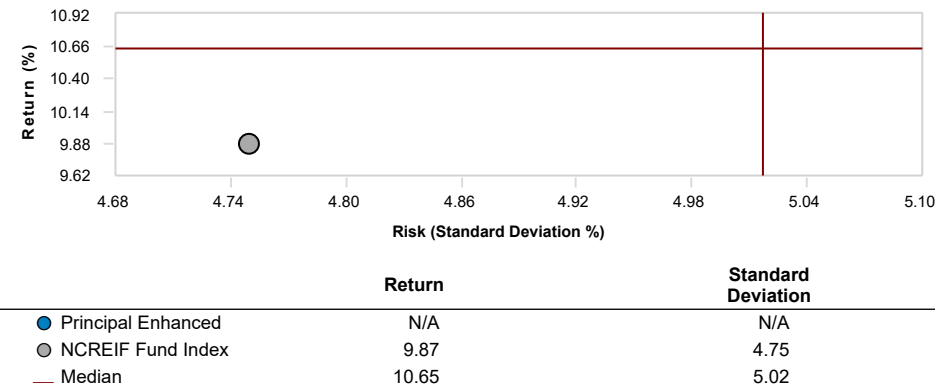 10.92
10.66
10.40
10.14
9.88
9.62
Return (%)
4.68 4.74 4.80 4.86 4.92 4.98 5.04 5.10
Risk (Standard Deviation %)
Return Standard Deviation
Principal Enhanced N/A N/A
NCREIF Fund Index 9.87 4.75
Median 10.65 5.02